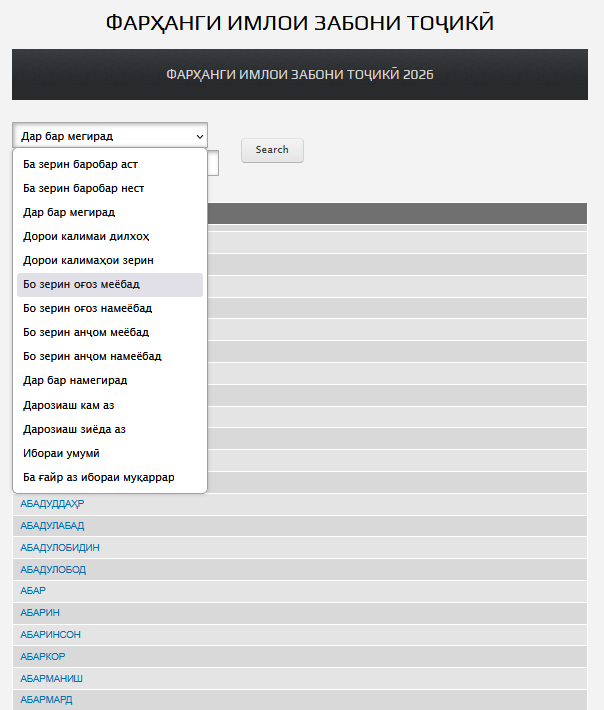 ФАРҲАНГИ ИМЛОИ ЗАБОНИ ТОҶИКӢ
ФАРҲАНГИ ИМЛОИ ЗАБОНИ ТОҶИКӢ 2026
Дар бар мегирад
Search
Ба зерин баробар аст
Ба зерин баробар нест
Дар бар мегирад
Дорои калимаи дилхоҳ
Дорои калимаҳои зерин
Бо зерин оғоз меёбад
Бо зерин оғоз намеёбад
Бо зерин анҷом меёбад
Бо зерин анҷом намеёбад
Дар бар намегирад
Дарозиаш кам аз
Дарозиаш зиёда аз
Ибораи умумӣ
Ба ғайр аз ибораи муқаррар
АБАДУДДАҲР
АБАДУЛАБАД
АБАДУЛОБИДИН
АБАДУЛОБОД
АБАР
АБАРИН
АБАРИНСОН
АБАРКОР
АБАРМАНИШ
АБАРМАРД